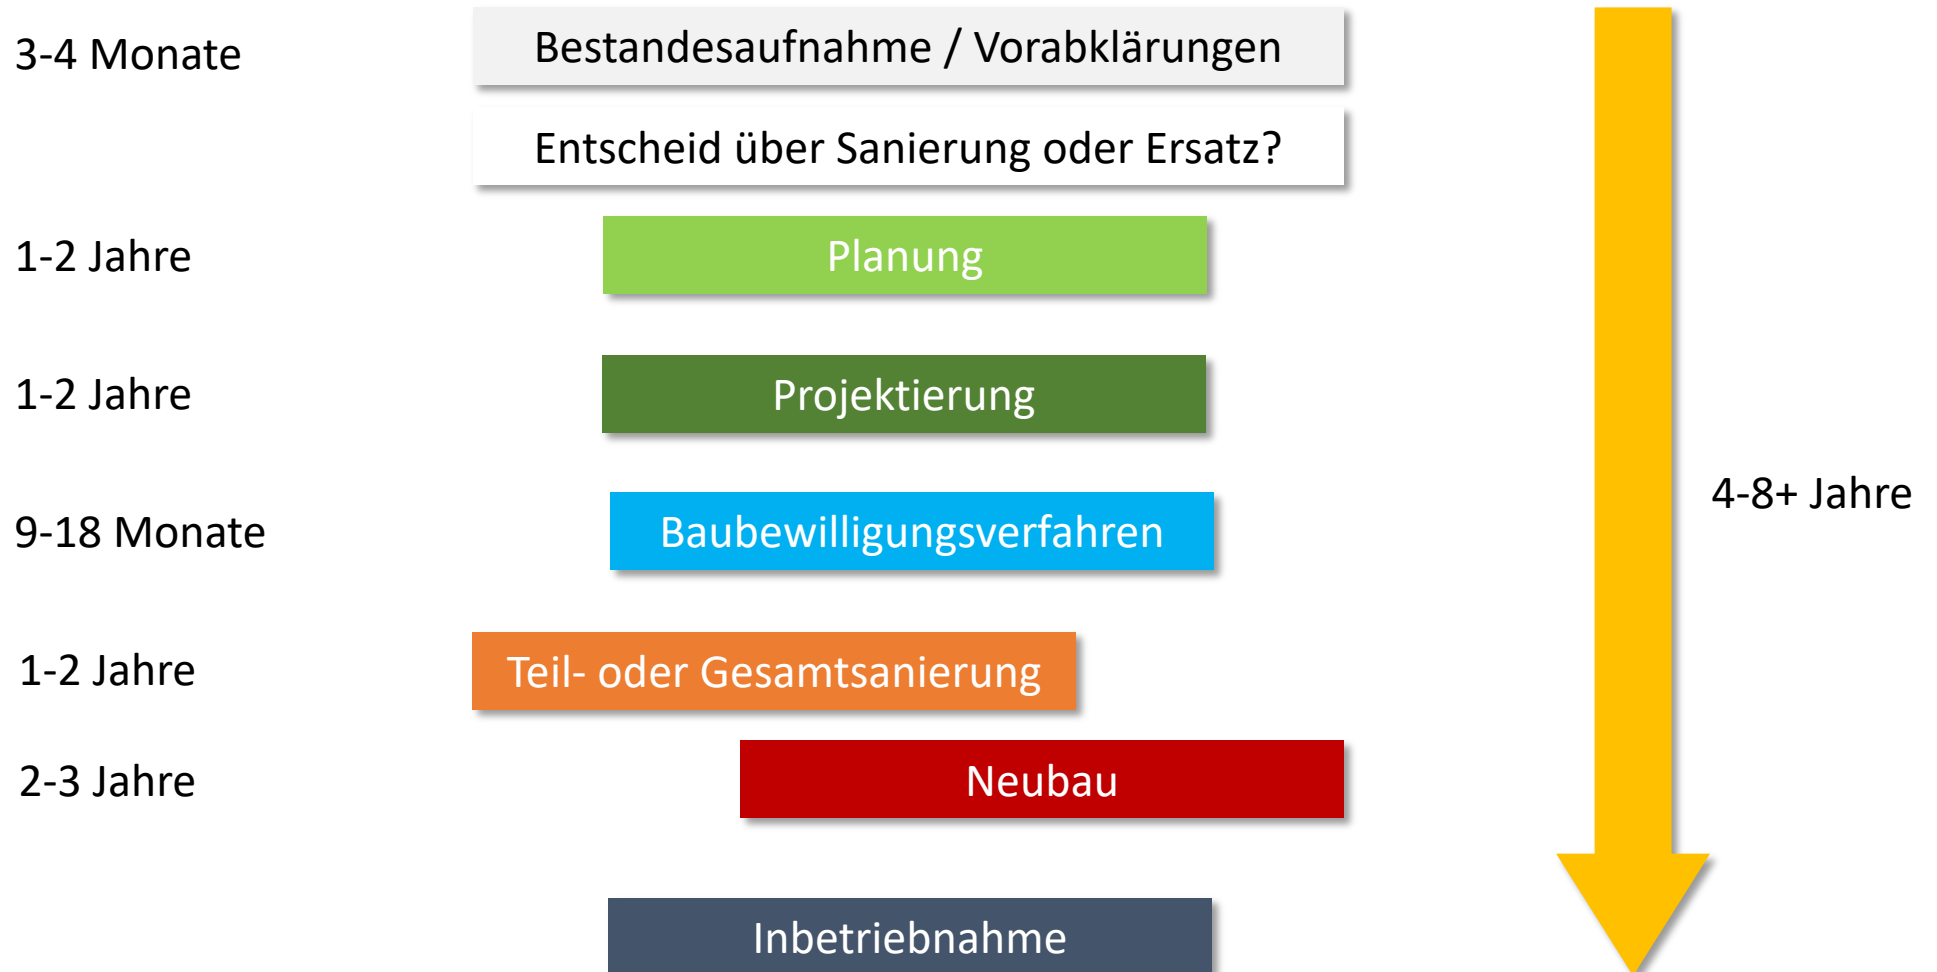 3-4 Monate
Bestandesaufnahme / Vorabklärungen
Entscheid über Sanierung oder Ersatz?
1-2 Jahre
Planung
1-2 Jahre
Projektierung
4-8+ Jahre
9-18 Monate
Baubewilligungsverfahren
1-2 Jahre
Teil- oder Gesamtsanierung
2-3 Jahre
Neubau
Inbetriebnahme